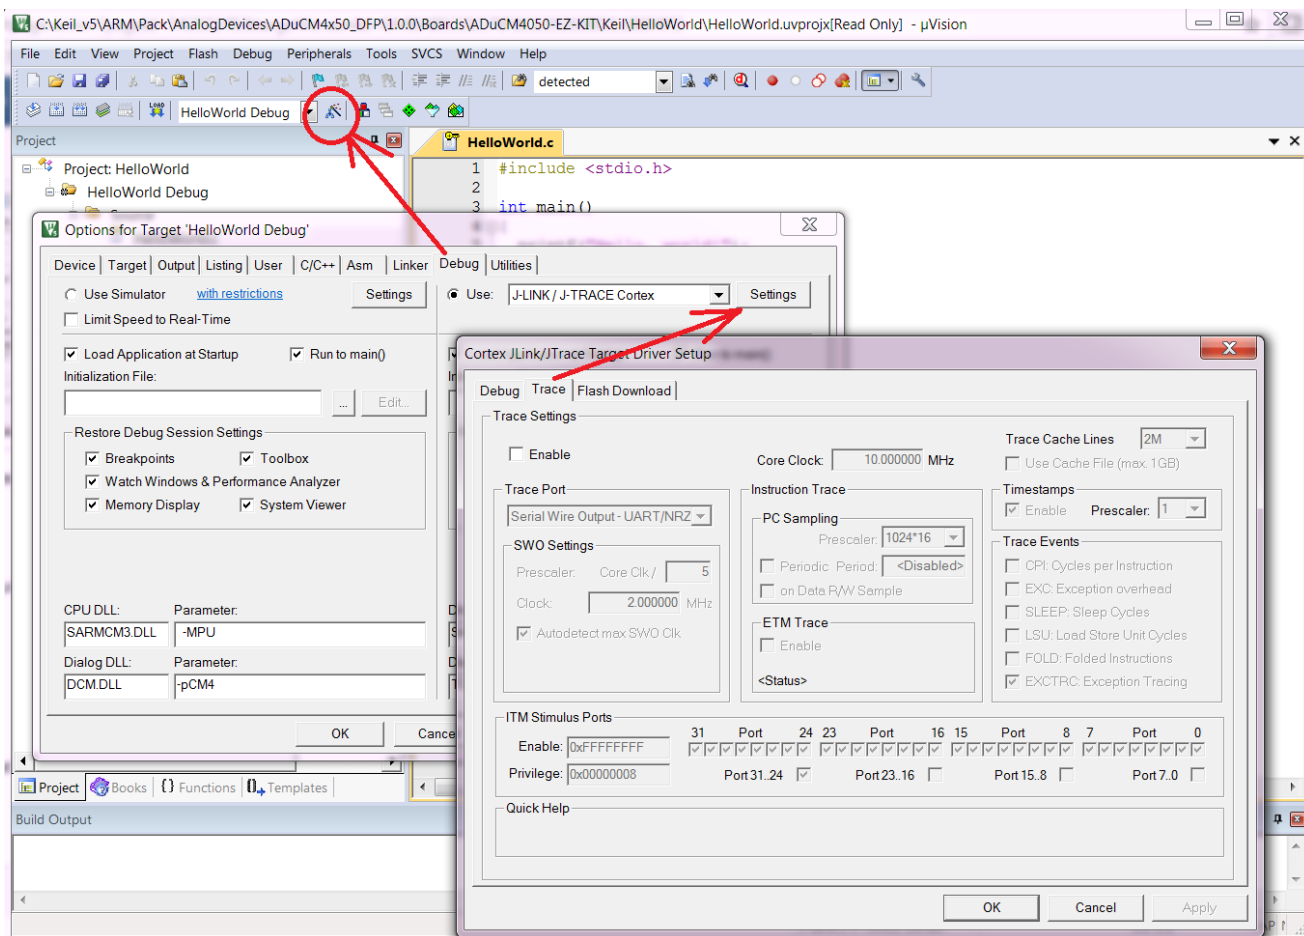 C:\Keil_v5\ARM\Pack\AnalogDevices\ADuCM4x50_DFP\1.0.0\Boards\ADuCM4050-EZ-KIT\Keil\HelloWorld\HelloWorld.uvprojx[Read Only] - µVision
File Edit View Project Flash Debug Peripherals Tools SVCS Window Help
detected
LOAD HelloWorld Debug
Project
HelloWorld.c
Project: HelloWorld
HelloWorld Debug
1 #include <stdio.h>
2
3 int main()
Options for Target 'HelloWorld Debug'
Device Target Output Listing User C/C++ Asm Linker Debug Utilities
Use Simulator with restrictions Settings Use: J-LINK / J-TRACE Cortex Settings
Limit Speed to Real-Time
Load Application at Startup Run to main()
Initialization File:
... Edit...
Restore Debug Session Settings
Breakpoints Toolbox
Watch Windows & Performance Analyzer
Memory Display System Viewer
CPU DLL: Parameter:
SARMCM3.DLL -MPU
Dialog DLL: Parameter:
DCM.DLL -pCM4
OK Cance
Cortex JLink/JTrace Target Driver Setup
Debug Trace Flash Download
Trace Settings
Enable
Core Clock: 10.000000 MHz
Trace Cache Lines 2M
Use Cache File (max. 1GB)
Trace Port
Serial Wire Output - UART/NRZ
SWO Settings
Prescaler: Core Clk / 5
Clock: 2.000000 MHz
Autodetect max SWO Clk
Instruction Trace
PC Sampling
Prescaler: 1024*16
Periodic Period: <Disabled>
on Data R/W Sample
ETM Trace
Enable
<Status>
Timestamps
Enable Prescaler: 1
Trace Events
CPI: Cycles per Instruction
EXC: Exception overhead
SLEEP: Sleep Cycles
LSU: Load Store Unit Cycles
FOLD: Folded Instructions
EXCTRC: Exception Tracing
ITM Stimulus Ports
31 Port 24 23 Port 16 15 Port 8 7 Port 0
Enable: 0xFFFFFFFF
Privilege: 0x00000008 Port 31..24 Port 23..16 Port 15..8 Port 7..0
Quick Help
OK Cancel Apply
Project Books {} Functions 0 Templates
Build Output